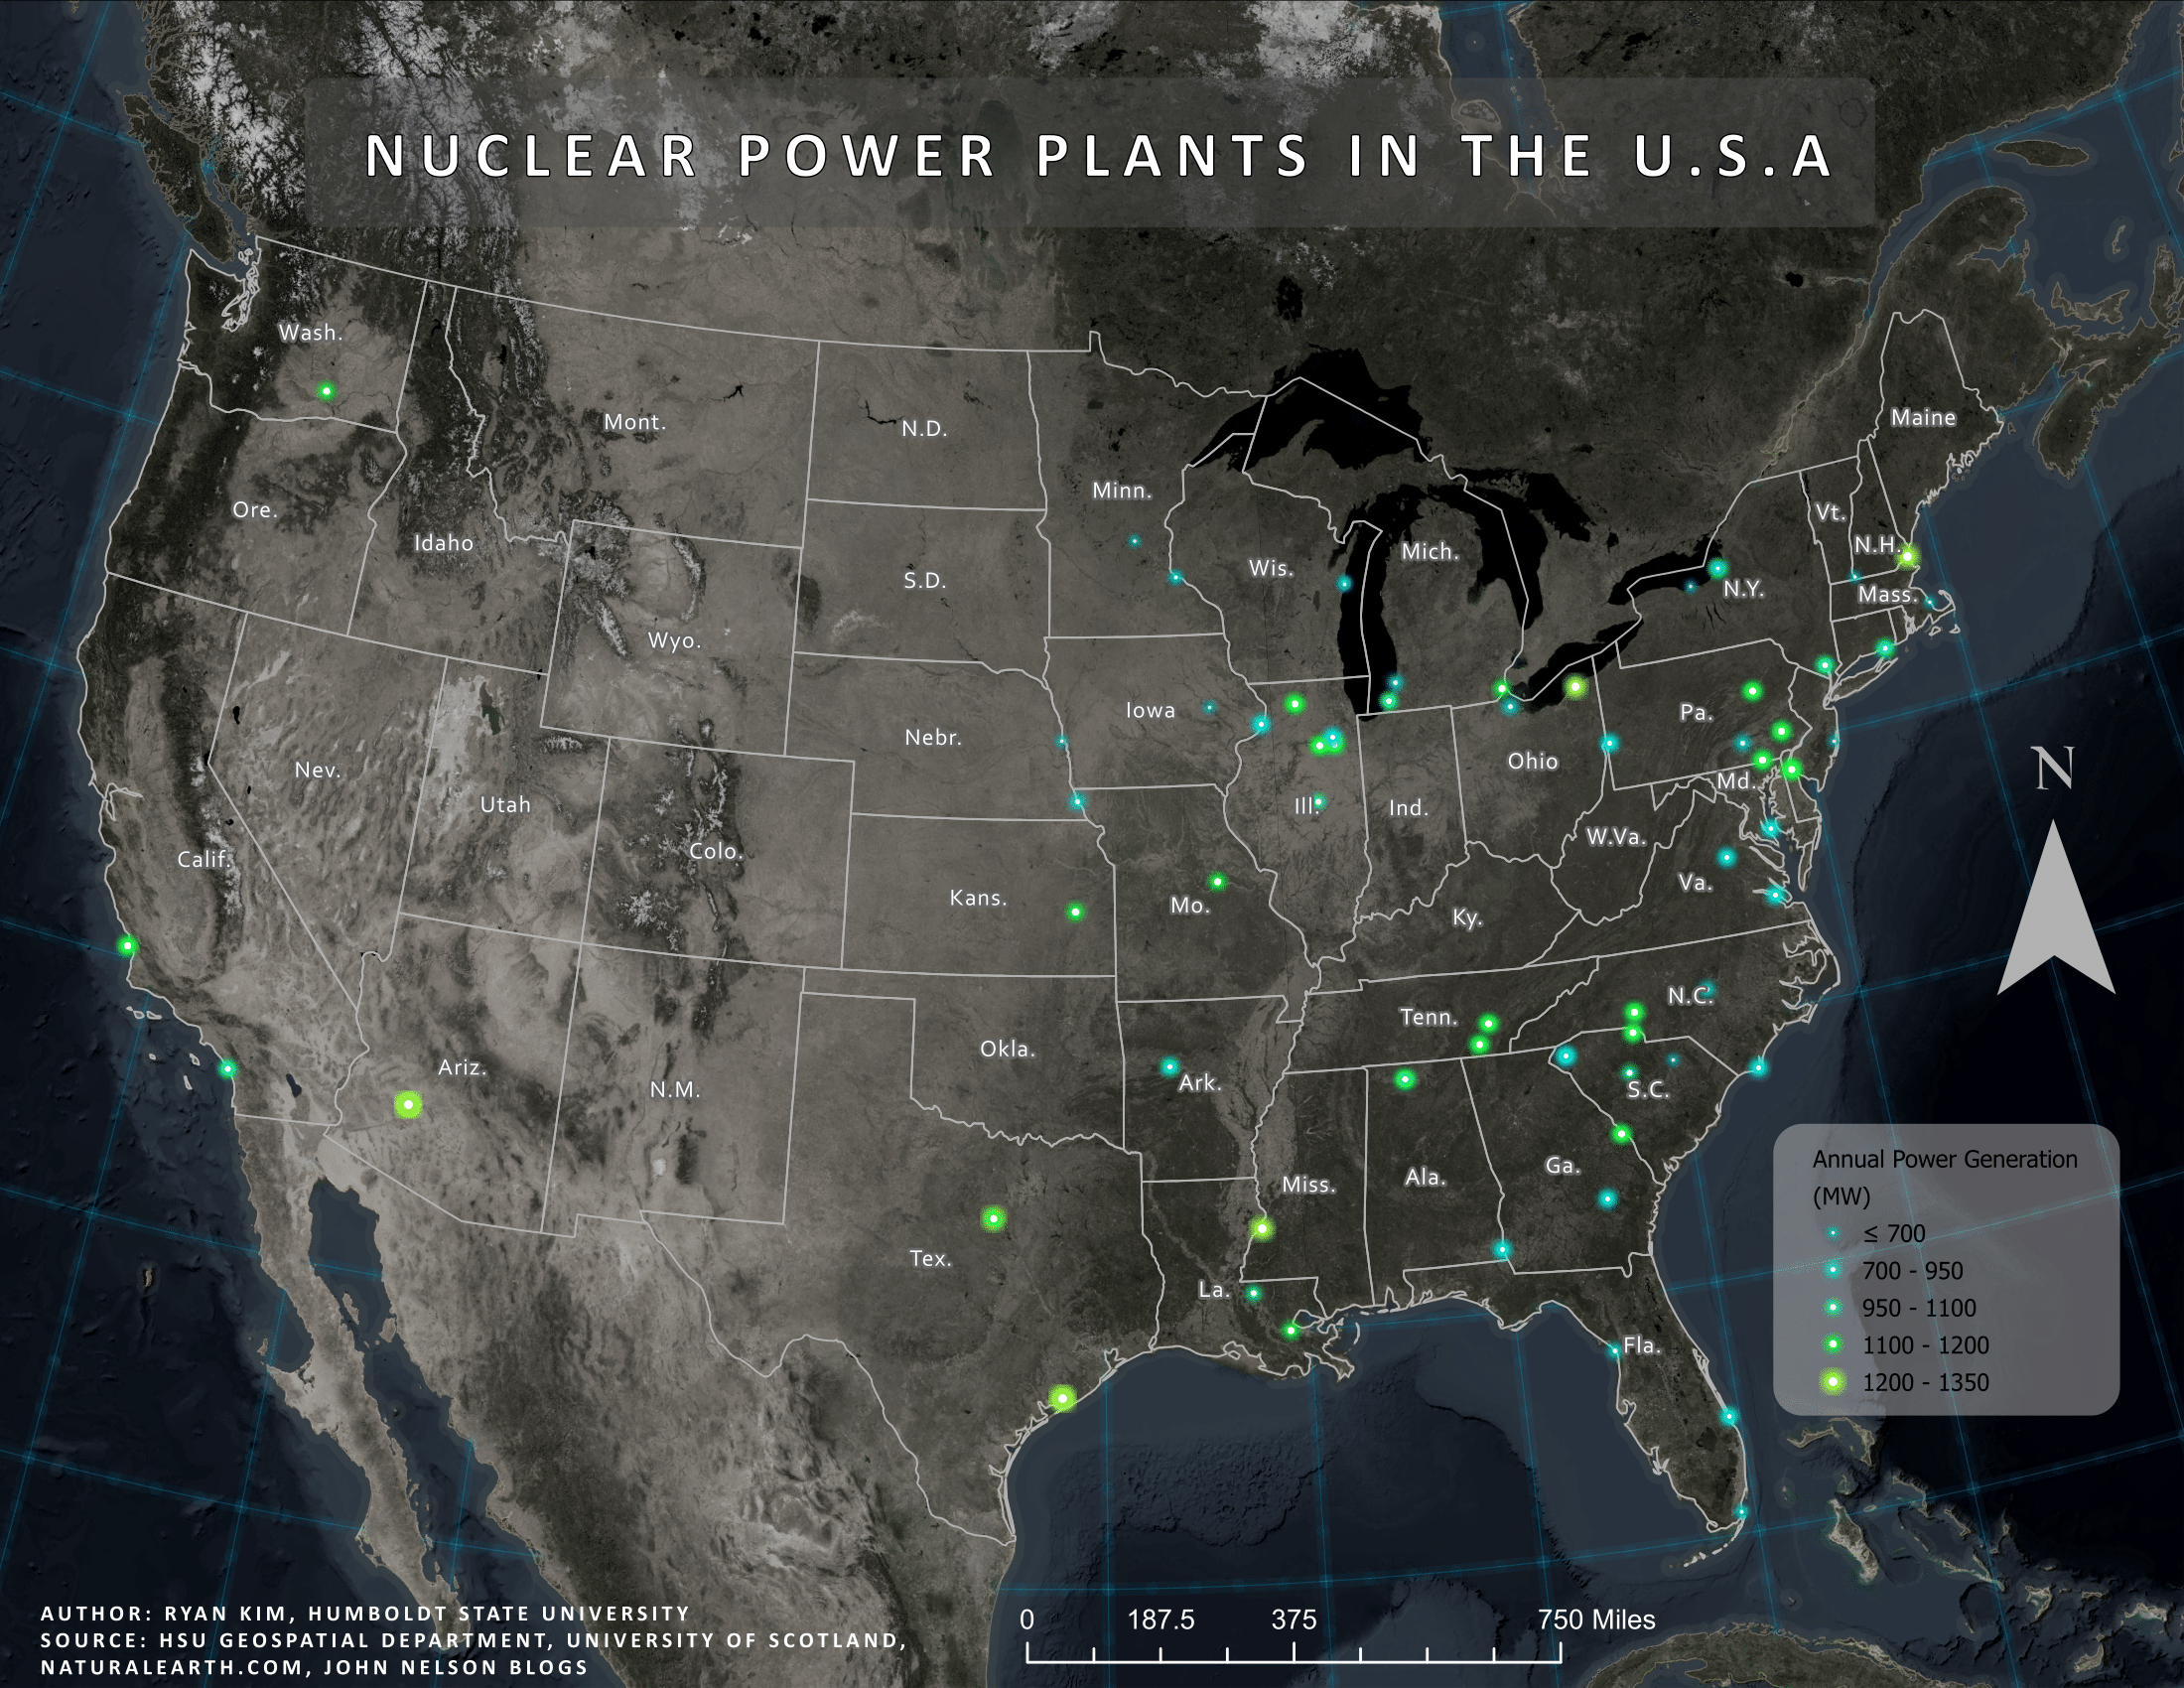 NUCLEAR POWER PLANTS IN THE U.S.A
Wash.
Mont.
N.D.
Minn.
Maine
Ore.
Idaho
S.D.
Wis.
Mich.
Vt.
N.H.
N.Y.
Mass.
Wyo.
Nebr.
Iowa
Pa.
Nev.
Utah
Colo.
Ill.
Ind.
Ohio
Md.
N
Calif.
Kans.
Mo.
Ky.
W.Va.
Va.
Ariz.
N.M.
Okla.
Ark.
Tenn.
N.C.
S.C.
Tex.
La.
Miss.
Ala.
Ga.
Fla.
Annual Power Generation
(MW)
≤ 700
700 - 950
950 - 1100
1100 - 1200
1200 - 1350
AUTHOR: RYAN KIM, HUMBOLDT STATE UNIVERSITY
SOURCE: HSU GEOSPATIAL DEPARTMENT, UNIVERSITY OF SCOTLAND,
NATURALEARTH.COM, JOHN NELSON BLOGS
0 187.5 375 750 Miles